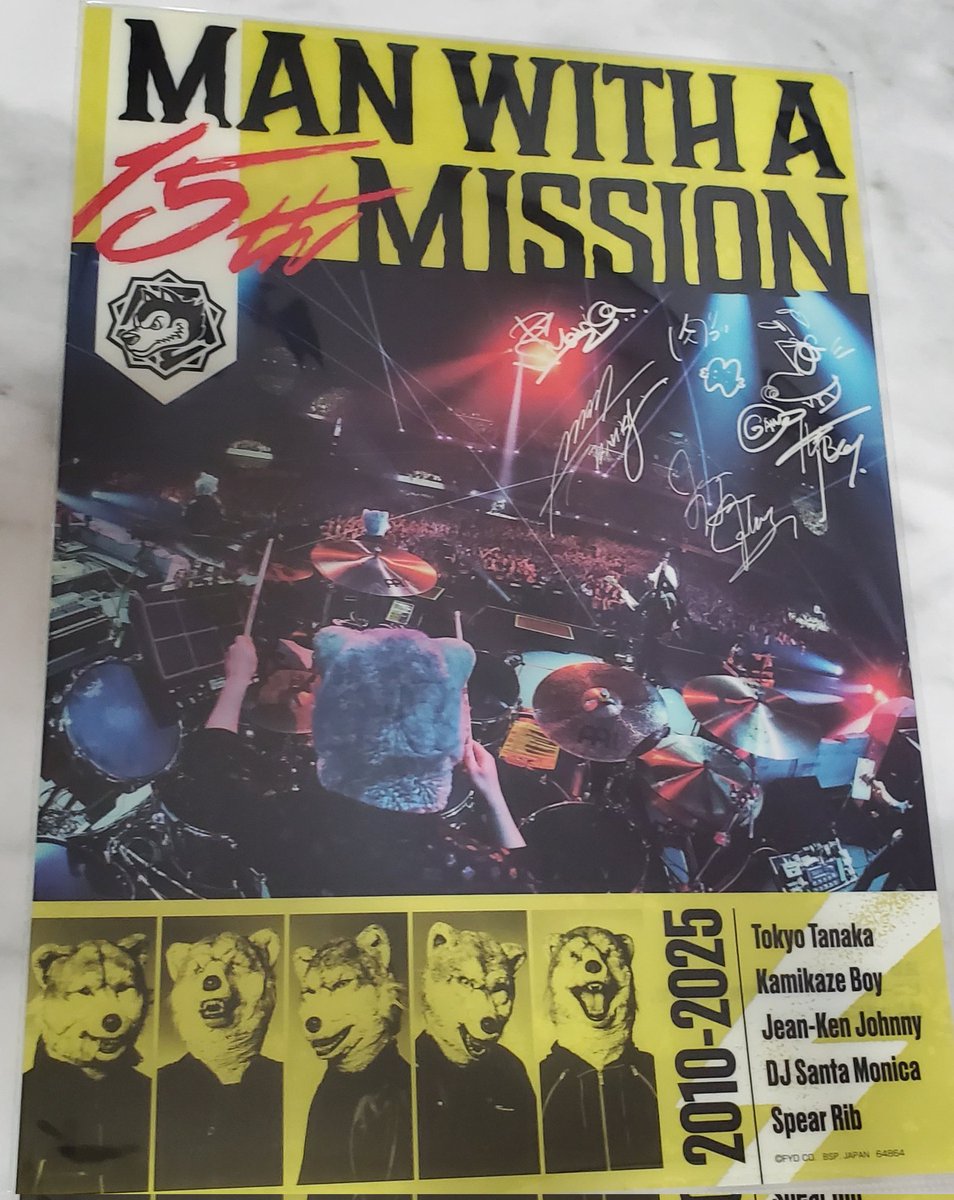 MAN WITH A
15th
MISSION
2010-2025
Tokyo Tanaka
Kamikaze Boy
Jean-Ken Johnny
DJ Santa Monica
Spear Rib
©FYD CO. BSP JAPAN 64864